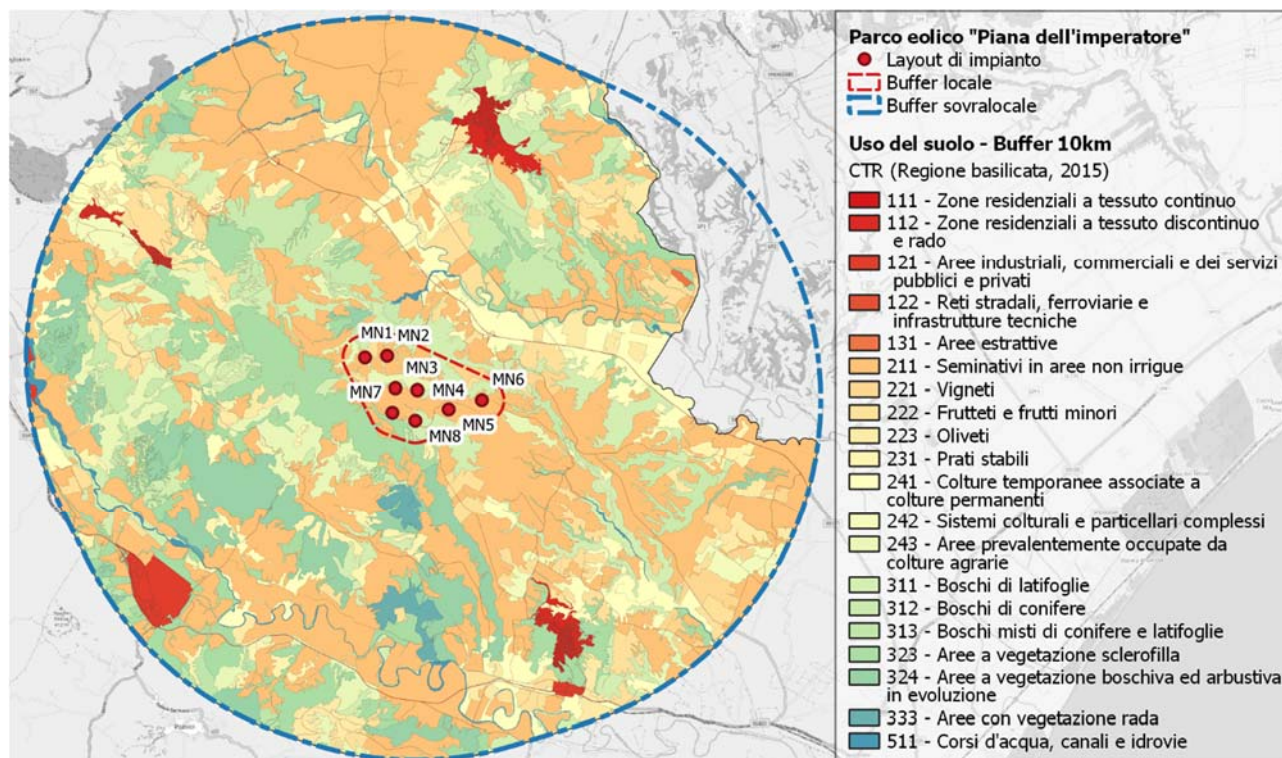 Parco eolico "Piana dell'imperatore"
Layout di impianto
Buffer locale
Buffer sovralocale
Uso del suolo - Buffer 10km
CTR (Regione basilicata, 2015)
111 - Zone residenziali a tessuto continuo
112 - Zone residenziali a tessuto discontinuo
e rado
121 - Aree industriali, commerciali e dei servizi
pubblici e privati
122 - Reti stradali, ferroviarie e
infrastrutture tecniche
131 - Aree estrattive
211 - Seminativi in aree non irrigue
221 - Vigneti
222 - Frutteti e frutti minori
223 - Oliveti
231 - Prati stabili
241 - Colture temporanee associate a
colture permanenti
242 - Sistemi colturali e particellari complessi
243 - Aree prevalentemente occupate da
colture agrarie
311 - Boschi di latifoglie
312 - Boschi di conifere
313 - Boschi misti di conifere e latifoglie
323 - Aree a vegetazione sclerofilla
324 - Aree a vegetazione boschiva ed arbustiva
in evoluzione
333 - Aree con vegetazione rada
511 - Corsi d'acqua, canali e idrovie
MN1
MN2
MN3
MN7
MN4
MN6
MN5
MN8